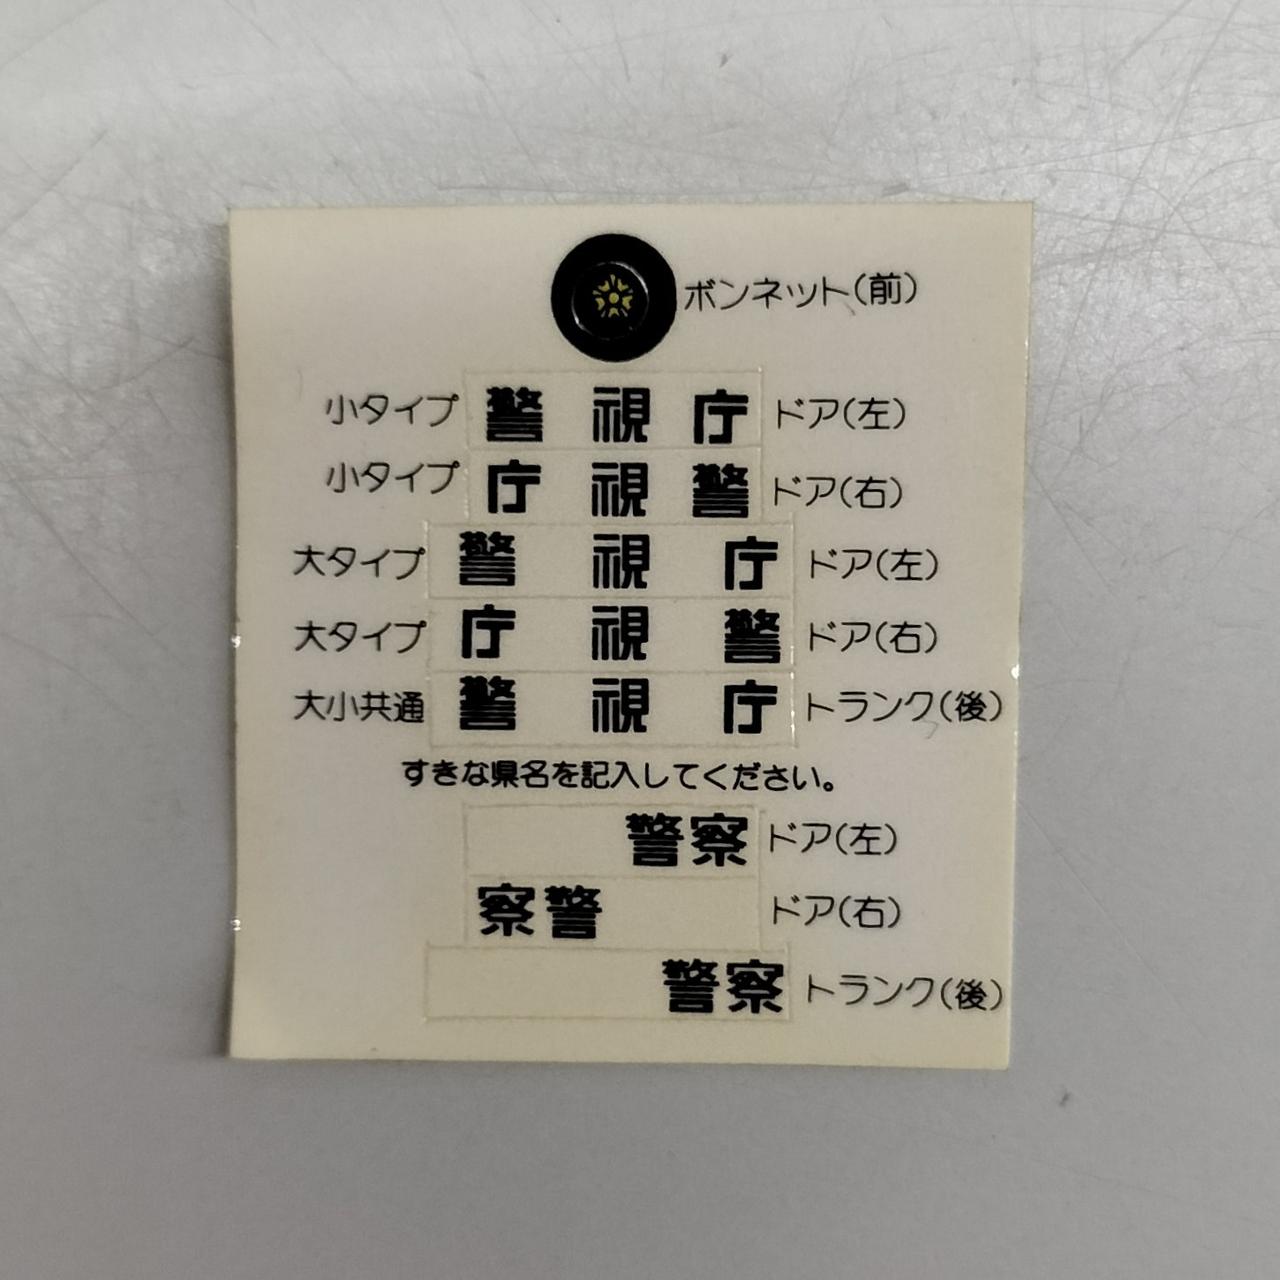 ボンネット(前)
小タイプ 警 視 庁 ドア(左)
小タイプ 庁 視 警 ドア(右)
大タイプ 警 視 庁 ドア(左)
大タイプ 庁 視 警 ドア(右)
大小共通 警 視 庁 トランク(後)
すきな県名を記入してください。
警察 ドア(左)
察警 ドア(右)
警察 トランク(後)